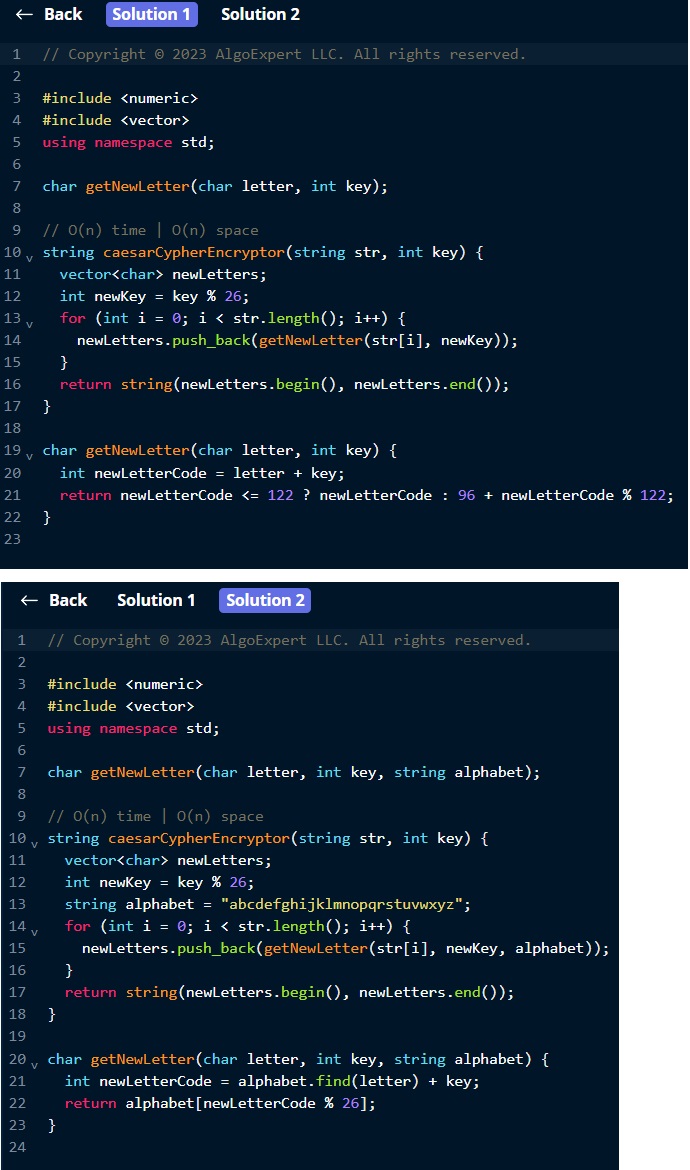 ← Back Solution 1 Solution 2
1 // Copyright © 2023 AlgoExpert LLC. All rights reserved.
2
3 #include <numeric>
4 #include <vector>
5 using namespace std;
6
7 char getNewLetter(char letter, int key);
8
9 // O(n) time | O(n) space
10 string caesarCypherEncryptor(string str, int key) {
11   vector<char> newLetters;
12   int newKey = key % 26;
13   for (int i = 0; i < str.length(); i++) {
14     newLetters.push_back(getNewLetter(str[i], newKey));
15   }
16   return string(newLetters.begin(), newLetters.end());
17 }
18
19 char getNewLetter(char letter, int key) {
20   int newLetterCode = letter + key;
21   return newLetterCode <= 122 ? newLetterCode : 96 + newLetterCode % 122;
22 }
23
← Back Solution 1 Solution 2
1 // Copyright © 2023 AlgoExpert LLC. All rights reserved.
2
3 #include <numeric>
4 #include <vector>
5 using namespace std;
6
7 char getNewLetter(char letter, int key, string alphabet);
8
9 // O(n) time | O(n) space
10 string caesarCypherEncryptor(string str, int key) {
11   vector<char> newLetters;
12   int newKey = key % 26;
13   string alphabet = "abcdefghijklmnopqrstuvwxyz";
14   for (int i = 0; i < str.length(); i++) {
15     newLetters.push_back(getNewLetter(str[i], newKey, alphabet));
16   }
17   return string(newLetters.begin(), newLetters.end());
18 }
19
20 char getNewLetter(char letter, int key, string alphabet) {
21   int newLetterCode = alphabet.find(letter) + key;
22   return alphabet[newLetterCode % 26];
23 }
24